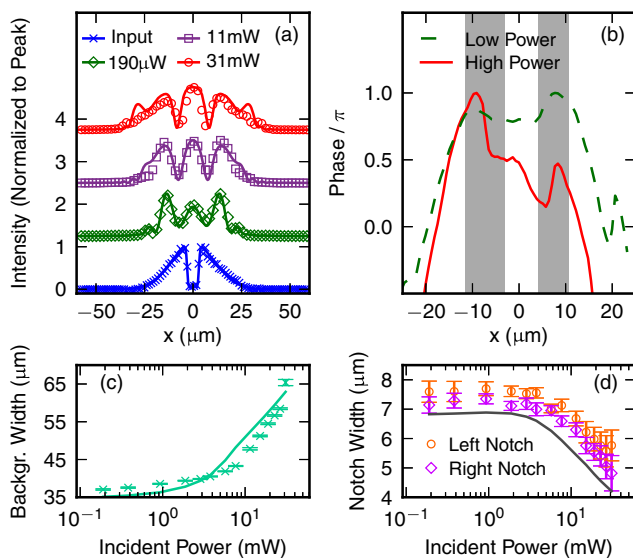 Input
11mW
(a)
190μW
31mW
Intensity (Normalized to Peak)
4
3
2
1
0
−50
−25
0
25
50
x (μm)
(b)
Low Power
High Power
Phase / π
1.0
0.5
0.0
−20
−10
0
10
20
x (μm)
(c)
Backgr. Width (μm)
65
55
45
35
10⁻¹
10⁰
10¹
Incident Power (mW)
(d)
Notch Width (μm)
8
7
6
5
4
Left Notch
Right Notch
10⁻¹
10⁰
10¹
Incident Power (mW)